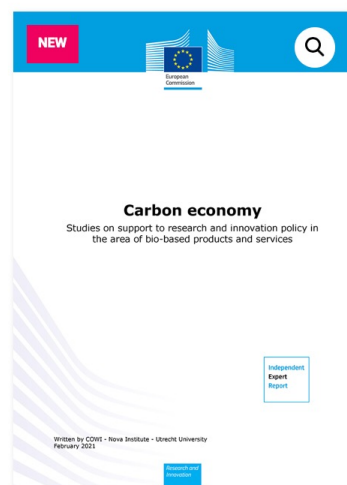 NEW
European
Commission
Carbon economy
Studies on support to research and innovation policy in
the area of bio-based products and services
Independent
Expert
Report
Written by COWI - Nova Institute - Utrecht University
February 2021
Research and
Innovation